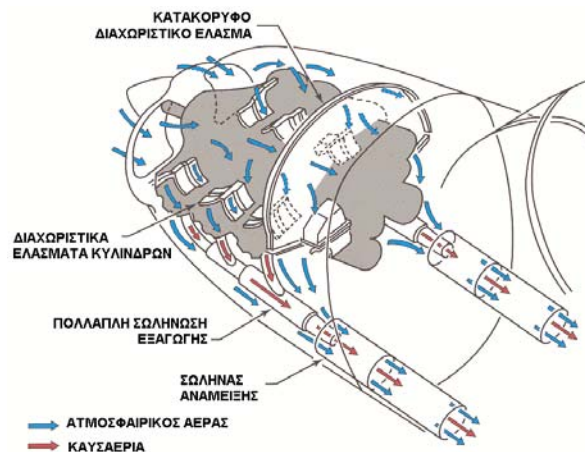 ΚΑΤΑΚΟΡΥΦΟ
ΔΙΑΧΩΡΙΣΤΙΚΟ ΕΛΑΣΜΑ
ΔΙΑΧΩΡΙΣΤΙΚΑ
ΕΛΑΣΜΑΤΑ ΚΥΛΙΝΔΡΩΝ
ΠΟΛΛΑΠΛΗ ΣΩΛΗΝΩΣΗ
ΕΞΑΓΩΓΗΣ
ΣΩΛΗΝΑΣ
ΑΝΑΜΕΙΞΗΣ
ΑΤΜΟΣΦΑΙΡΙΚΟΣ ΑΕΡΑΣ
ΚΑΥΣΑΕΡΙΑ